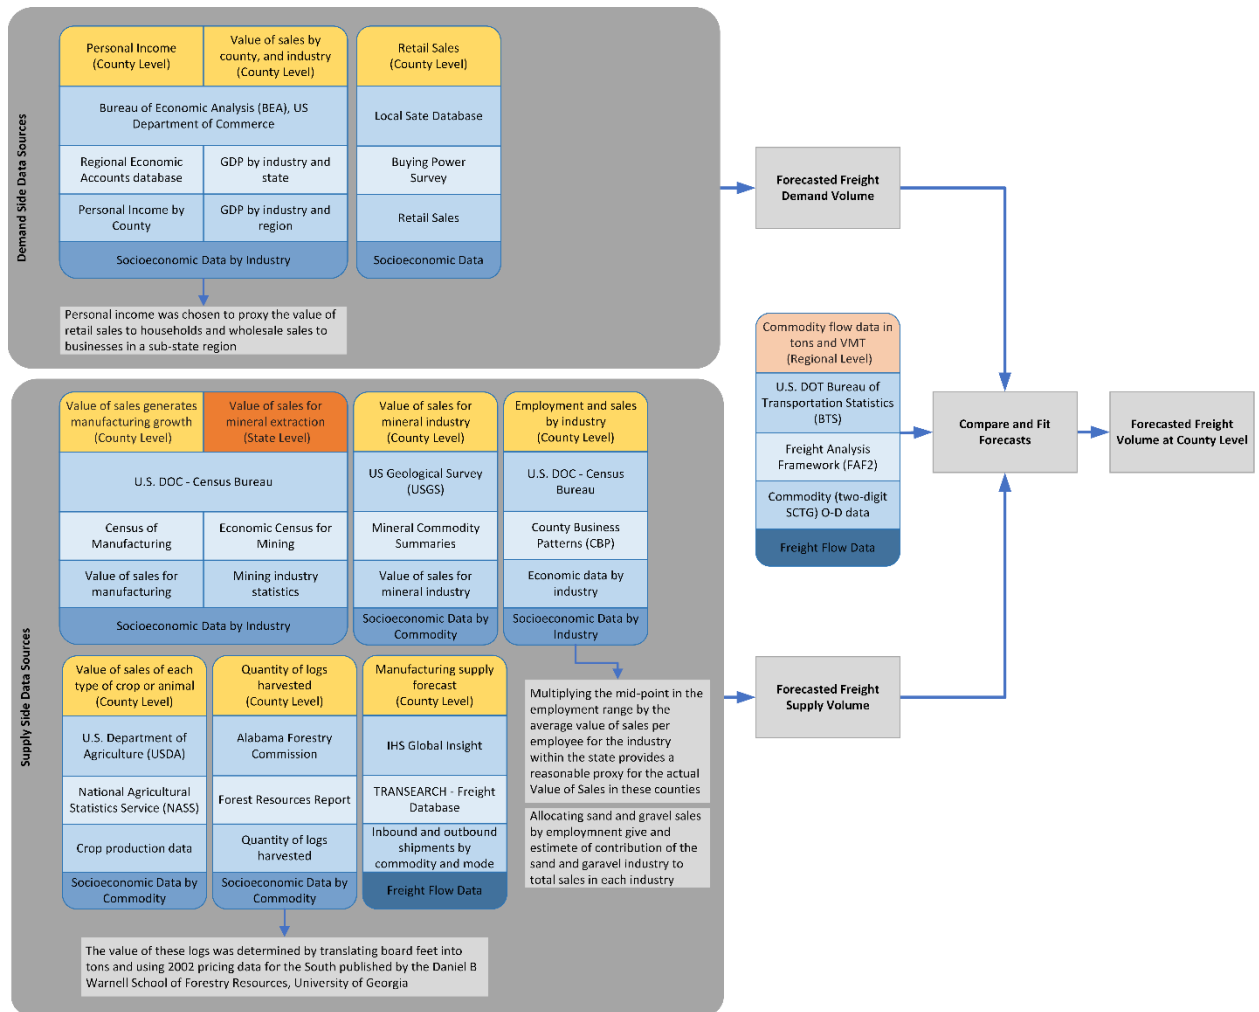 Demand Side Data Sources
Personal Income
(County Level)
Value of sales by
county, and industry
(County Level)
Bureau of Economic Analysis (BEA), US
Department of Commerce
Regional Economic
Accounts database
GDP by industry and
state
Personal Income by
County
GDP by industry and
region
Socioeconomic Data by Industry
Retail Sales
(County Level)
Local Sate Database
Buying Power
Survey
Retail Sales
Socioeconomic Data
Personal income was chosen to proxy the value of
retail sales to households and wholesale sales to
businesses in a sub-state region
Supply Side Data Sources
Value of sales generates
manufacturing growth
(County Level)
Value of sales for
mineral extraction
(State Level)
U.S. DOC - Census Bureau
Census of
Manufacturing
Economic Census for
Mining
Value of sales for
manufacturing
Mining industry
statistics
Socioeconomic Data by Industry
Value of sales for
mineral industry
(County Level)
US Geological Survey
(USGS)
Mineral Commodity
Summaries
Value of sales for
mineral industry
Socioeconomic Data by
Commodity
Employment and sales
by industry
(County Level)
U.S. DOC - Census
Bureau
County Business
Patterns (CBP)
Economic data by
industry
Socioeconomic Data by
Industry
Value of sales of each
type of crop or animal
(County Level)
U.S. Department of
Agriculture (USDA)
National Agricultural
Statistics Service (NASS)
Crop production data
Socioeconomic Data by
Commodity
Quantity of logs
harvested
(County Level)
Alabama Forestry
Commission
Forest Resources Report
Quantity of logs
harvested
Socioeconomic Data by
Commodity
Manufacturing supply
forecast
(County Level)
IHS Global Insight
TRANSEARCH - Freight
Database
Inbound and outbound
shipments by
commodity and mode
Freight Flow Data
Multiplying the mid-point in the
employment range by the
average value of sales per
employee for the industry
within the state provides a
reasonable proxy for the actual
Value of Sales in these counties
Allocating sand and gravel sales
by employmnent give and
estimete of contribution of the
sand and garavel industry to
total sales in each industry
The value of these logs was determined by translating board feet into
tons and using 2002 pricing data for the South published by the Daniel B
Warnell School of Forestry Resources, University of Georgia
Forecasted Freight
Demand Volume
Commodity flow data in
tons and VMT
(Regional Level)
U.S. DOT Bureau of
Transportation Statistics
(BTS)
Freight Analysis
Framework (FAF2)
Commodity (two-digit
SCTG) O-D data
Freight Flow Data
Forecasted Freight
Supply Volume
Compare and Fit
Forecasts
Forecasted Freight
Volume at County Level